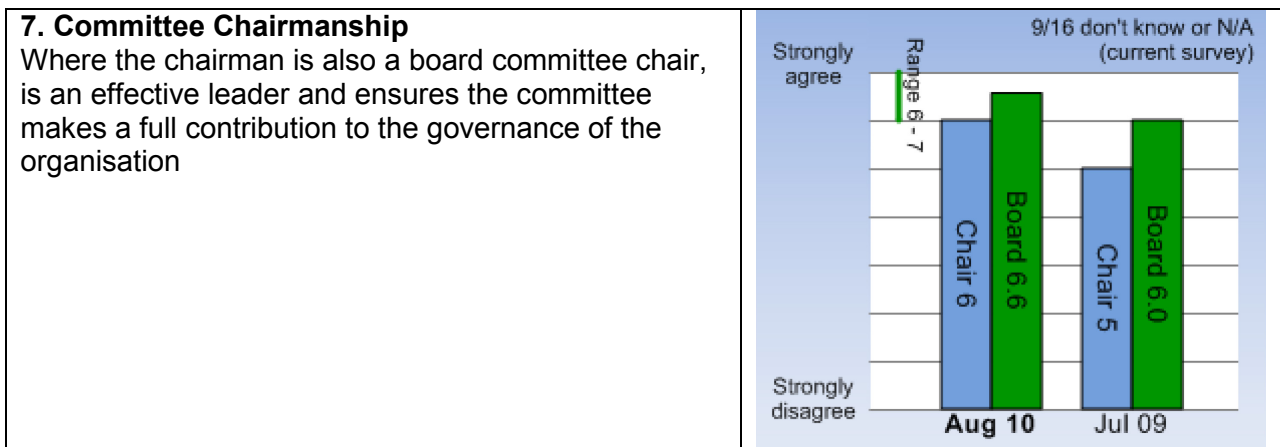 7. Committee Chairmanship
Where the chairman is also a board committee chair,
is an effective leader and ensures the committee
makes a full contribution to the governance of the
organisation
9/16 don't know or N/A
(current survey)
Strongly
agree
Range 6 - 7
Chair 6
Board 6.6
Chair 5
Board 6.0
Strongly
disagree
Aug 10
Jul 09